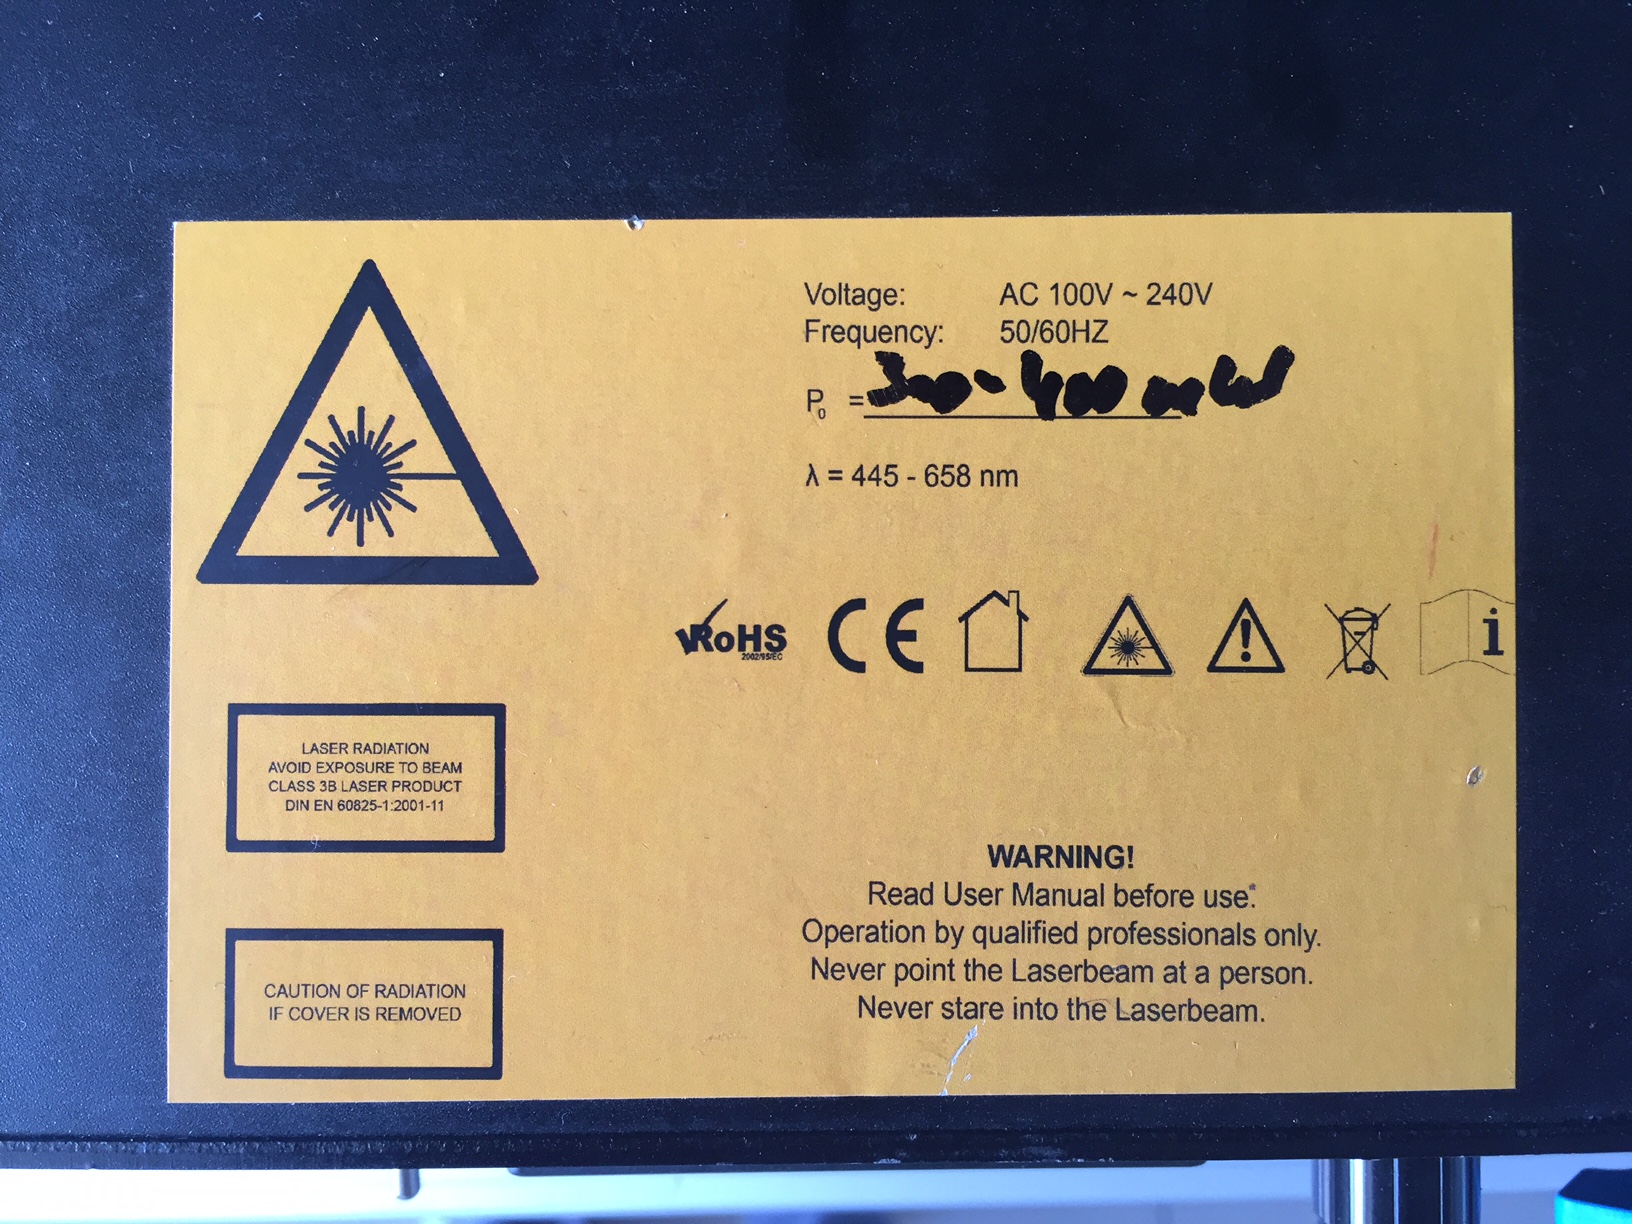 Voltage: AC 100V ~ 240V
Frequency: 50/60HZ
P₀ = 300-400 mW
λ = 445 - 658 nm
RoHS
2002/95/EC
CE
i
LASER RADIATION
AVOID EXPOSURE TO BEAM
CLASS 3B LASER PRODUCT
DIN EN 60825-1:2001-11
CAUTION OF RADIATION
IF COVER IS REMOVED
WARNING!
Read User Manual before use.
Operation by qualified professionals only.
Never point the Laserbeam at a person.
Never stare into the Laserbeam.